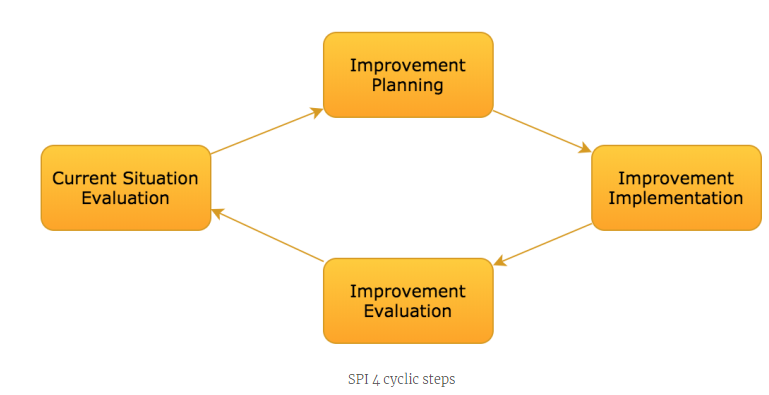 Improvement
Planning
Current Situation
Evaluation
Improvement
Implementation
Improvement
Evaluation
SPI 4 cyclic steps